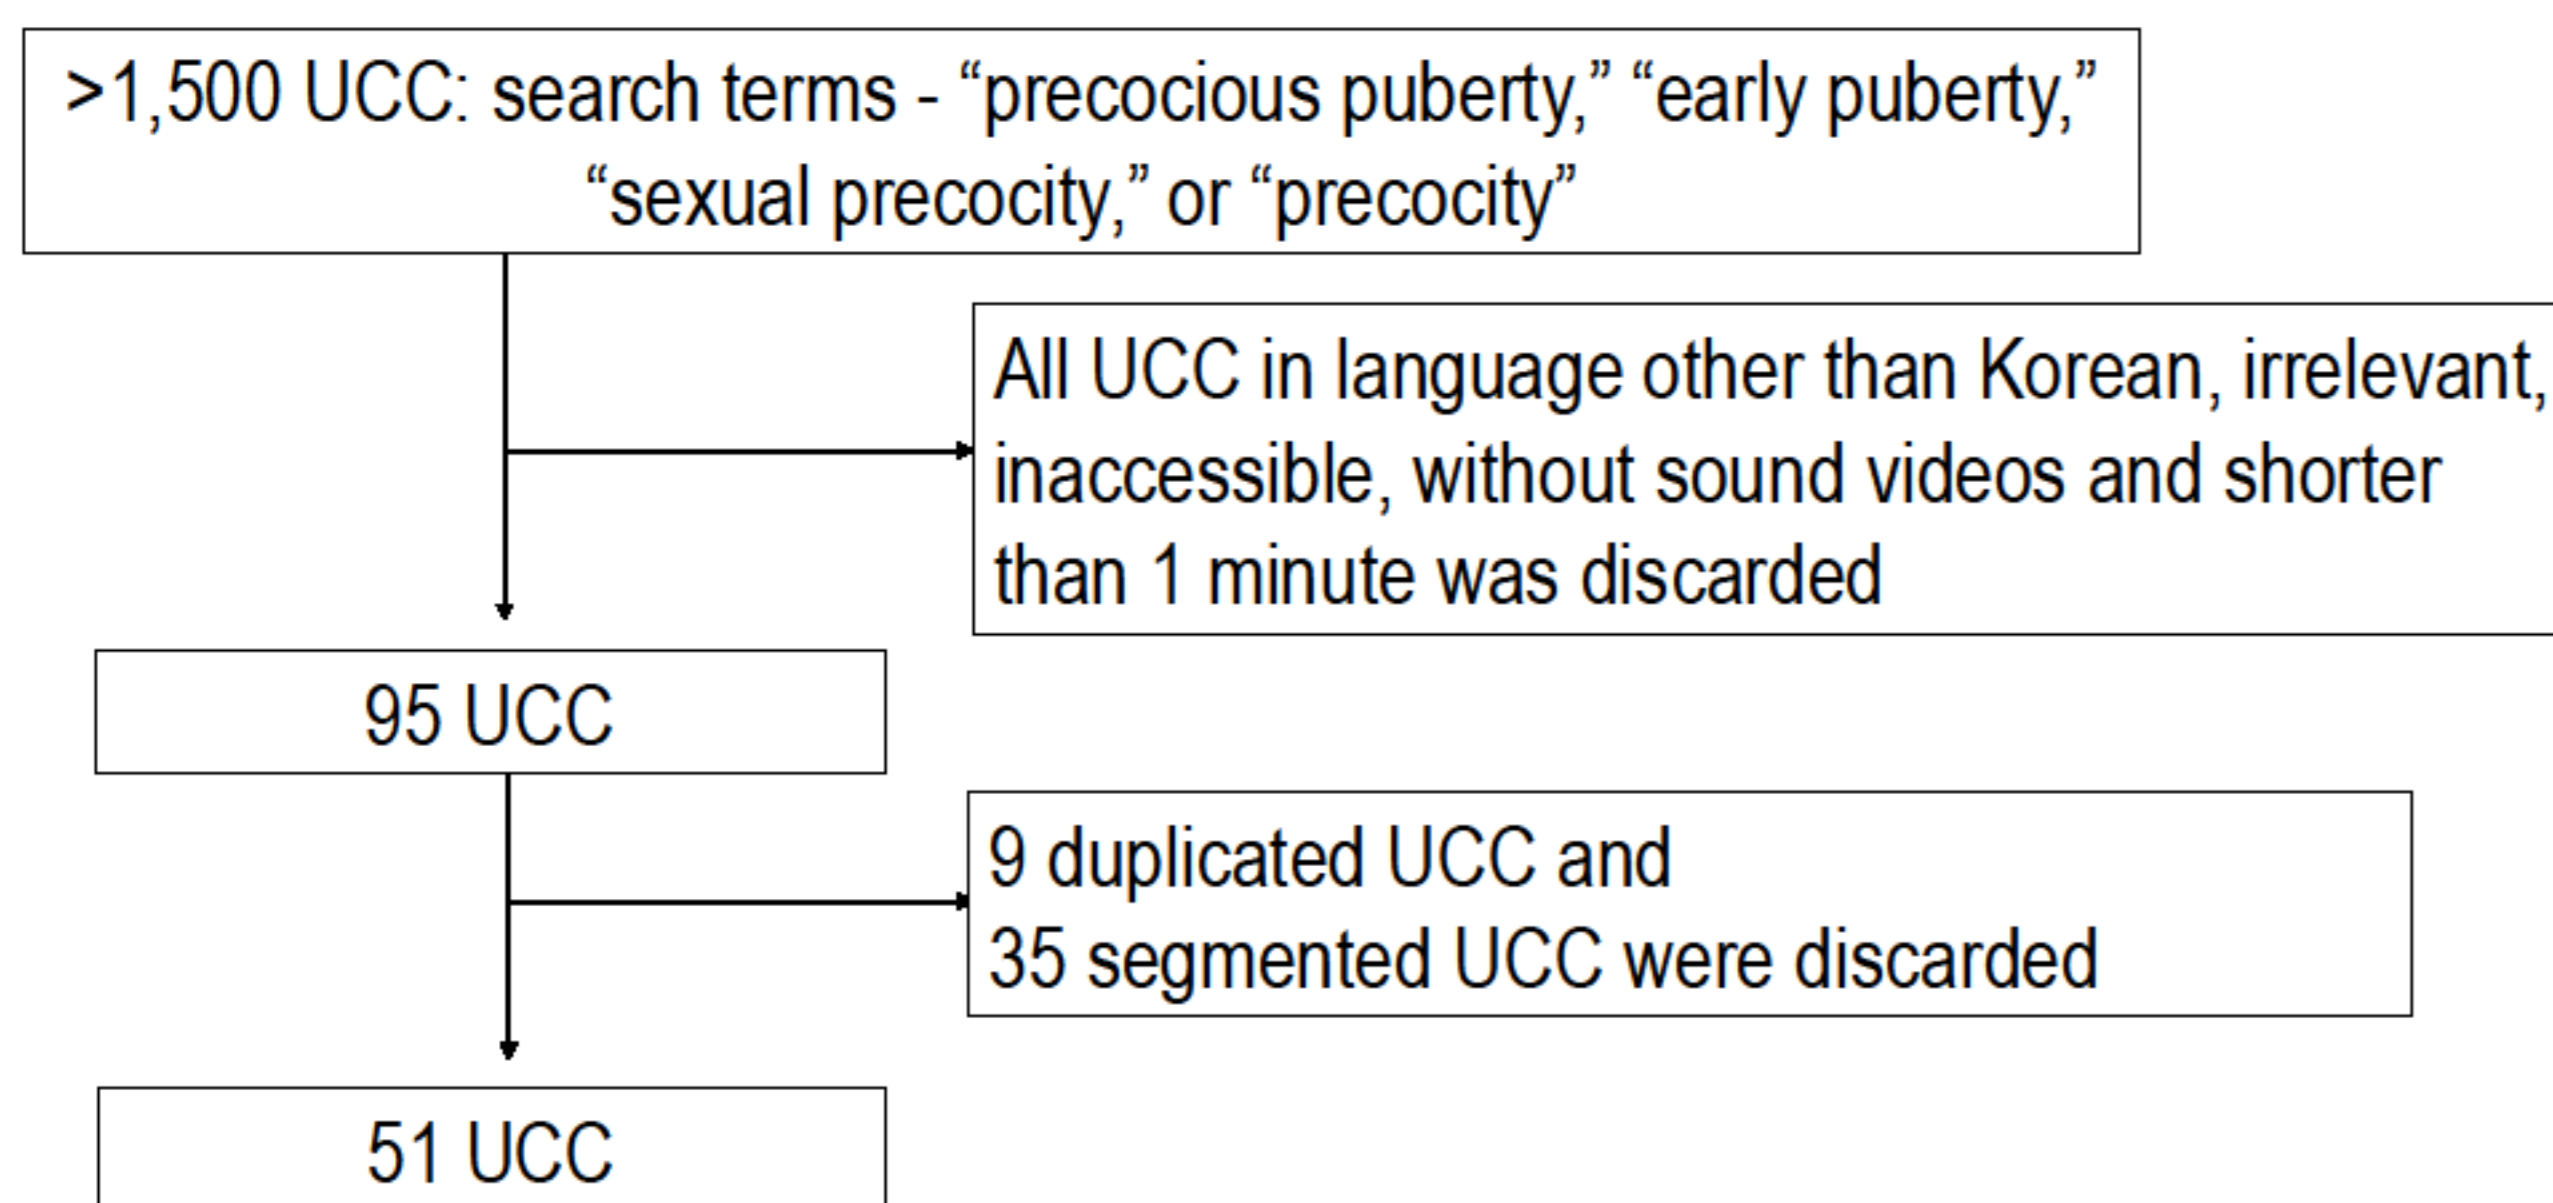 >1,500 UCC: search terms - “precocious puberty,” “early puberty,”
“sexual precocity,” or “precocity”
All UCC in language other than Korean, irrelevant,
inaccessible, without sound videos and shorter
than 1 minute was discarded
95 UCC
9 duplicated UCC and
35 segmented UCC were discarded
51 UCC